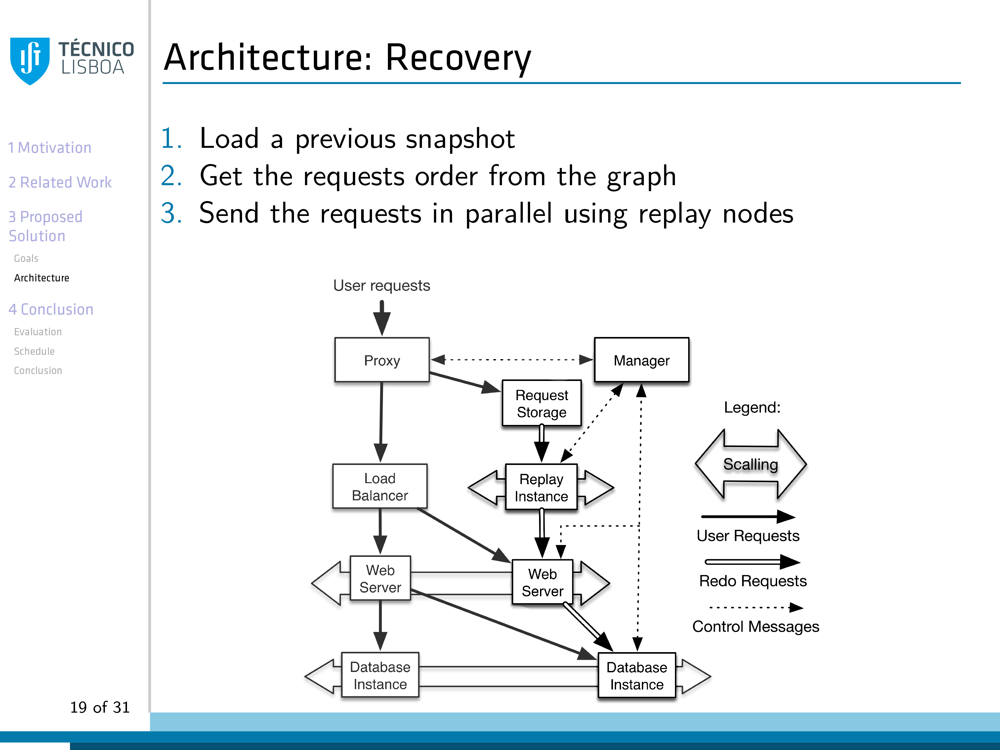 TÉCNICO
LISBOA
Architecture: Recovery
1 Motivation
2 Related Work
3 Proposed
Solution
Goals
Architecture
4 Conclusion
Evaluation
Schedule
Conclusion
1. Load a previous snapshot
2. Get the requests order from the graph
3. Send the requests in parallel using replay nodes
User requests
Proxy
Manager
Request
Storage
Legend:
Scalling
Load
Balancer
Replay
Instance
User Requests
Web
Server
Web
Server
Redo Requests
Control Messages
Database
Instance
Database
Instance
19 of 31